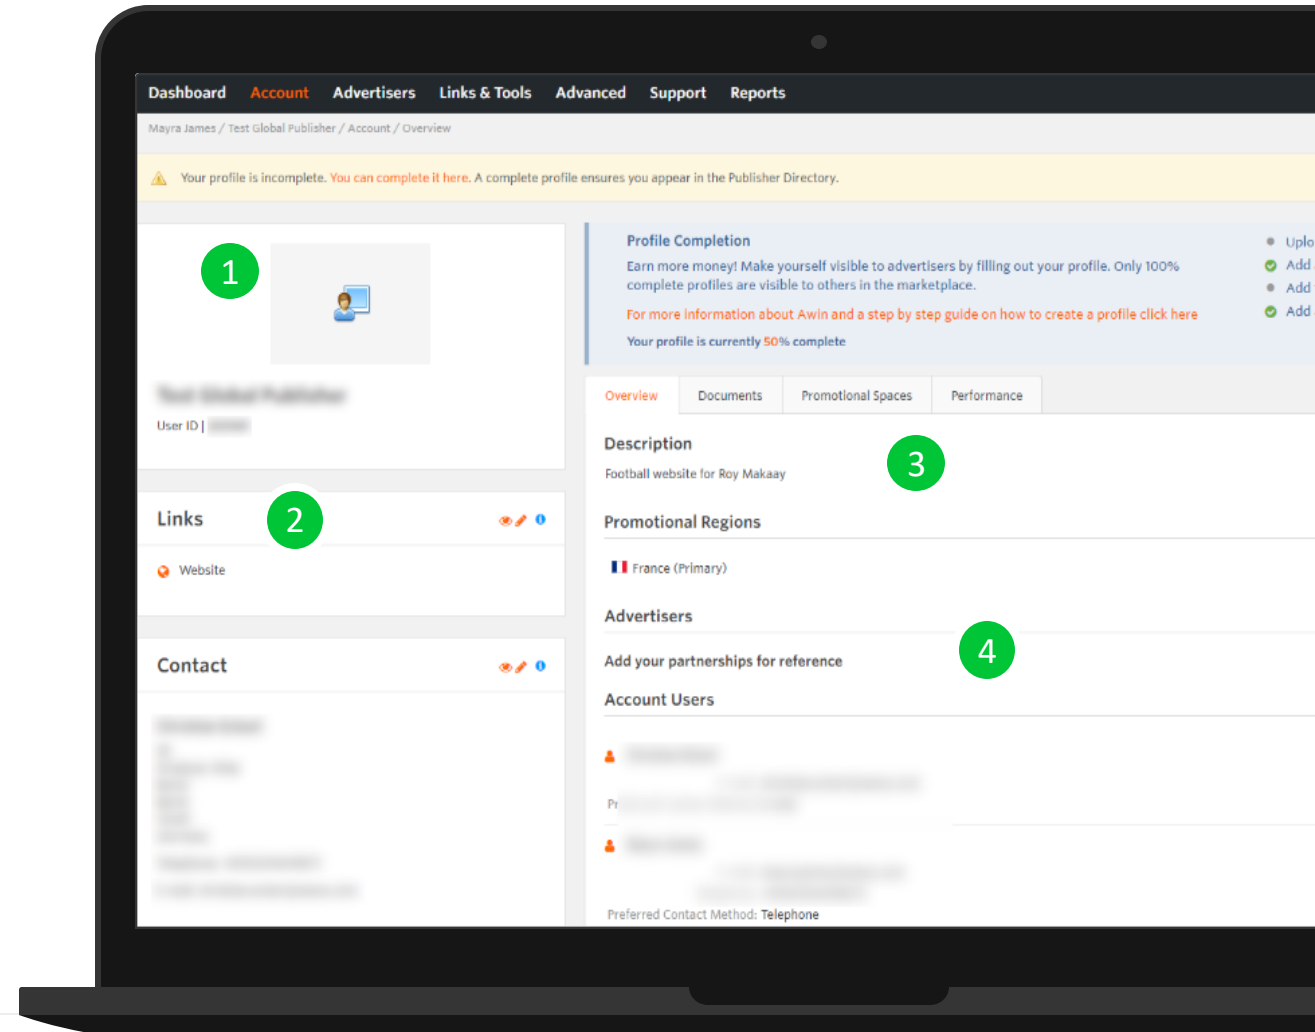 Dashboard Account Advertisers Links & Tools Advanced Support Reports
Mayra James / Test Global Publisher / Account / Overview
Your profile is incomplete. You can complete it here. A complete profile ensures you appear in the Publisher Directory.
1
User ID |
Links
2
Website
Contact
Profile Completion
Earn more money! Make yourself visible to advertisers by filling out your profile. Only 100%
complete profiles are visible to others in the marketplace.
For more information about Awin and a step by step guide on how to create a profile click here
Your profile is currently 50% complete
Uplo
Add
Add
Add
Overview Documents Promotional Spaces Performance
Description
3
Football website for Roy Makaay
Promotional Regions
France (Primary)
Advertisers
4
Add your partnerships for reference
Account Users
Pr
Preferred Contact Method: Telephone